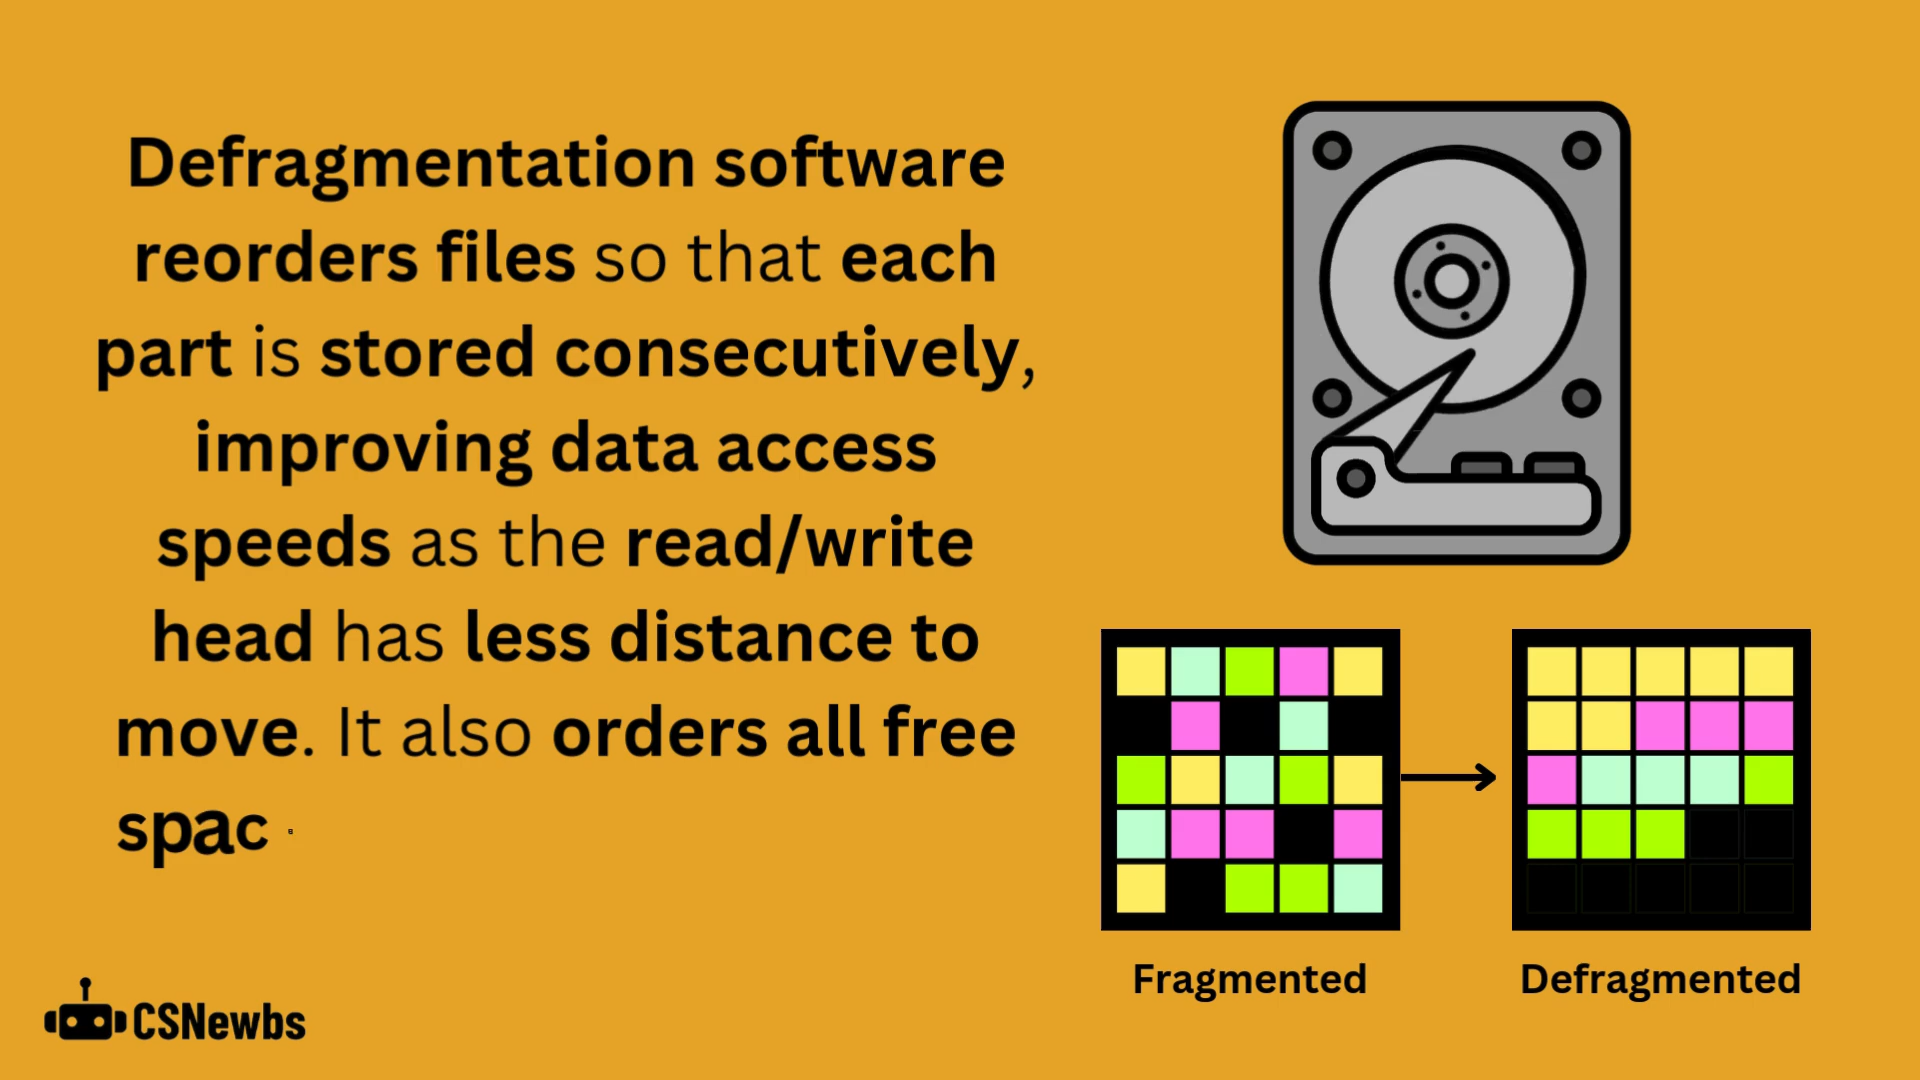 Defragmentation software
reorders files so that each
part is stored consecutively,
improving data access
speeds as the read/write
head has less distance to
move. It also orders all free
spac
Fragmented
Defragmented
CSNewbs